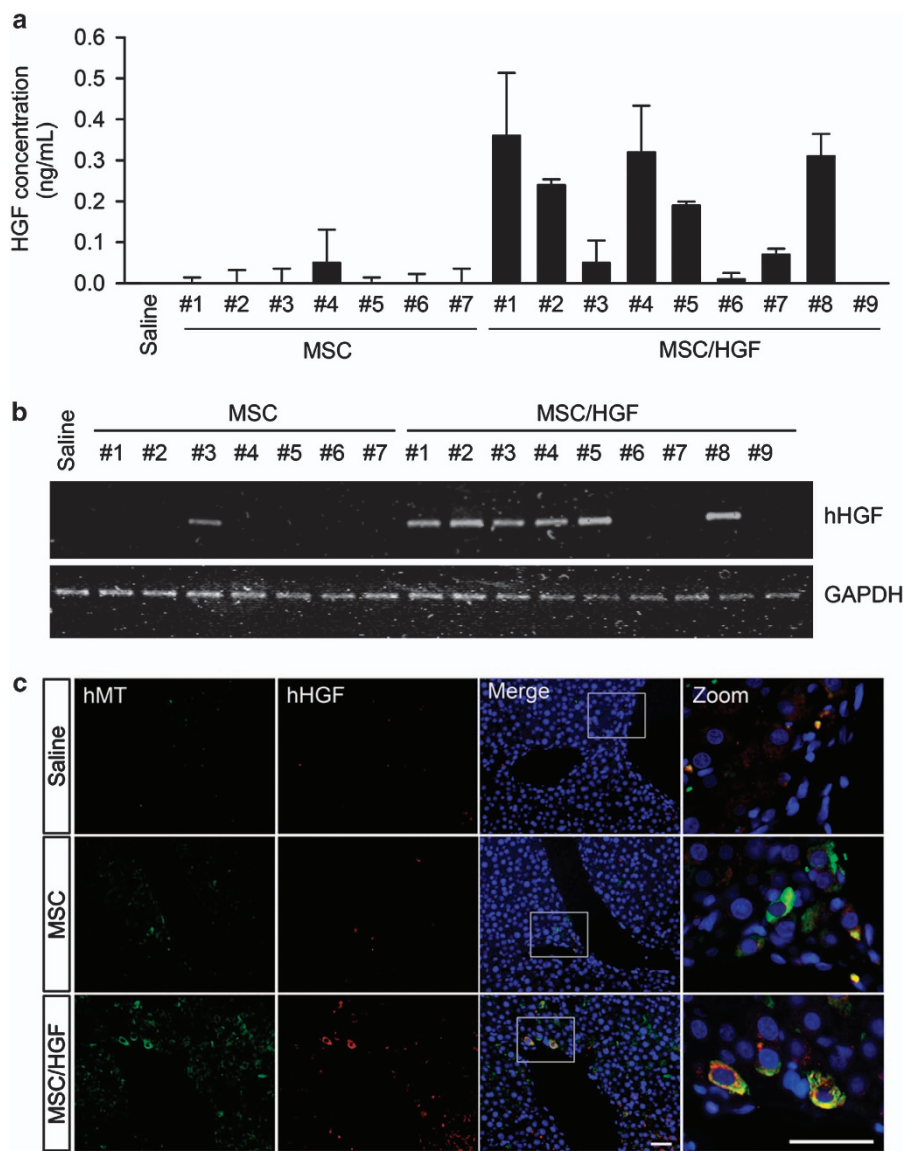 a
HGF concentration
(ng/mL)
0.6
0.5
0.4
0.3
0.2
0.1
0.0
Saline
#1 #2 #3 #4 #5 #6 #7 #1 #2 #3 #4 #5 #6 #7 #8 #9
MSC MSC/HGF
b
Saline
MSC MSC/HGF
#1 #2 #3 #4 #5 #6 #7 #1 #2 #3 #4 #5 #6 #7 #8 #9
hHGF
GAPDH
c
hMT hHGF Merge Zoom
Saline
MSC
MSC/HGF